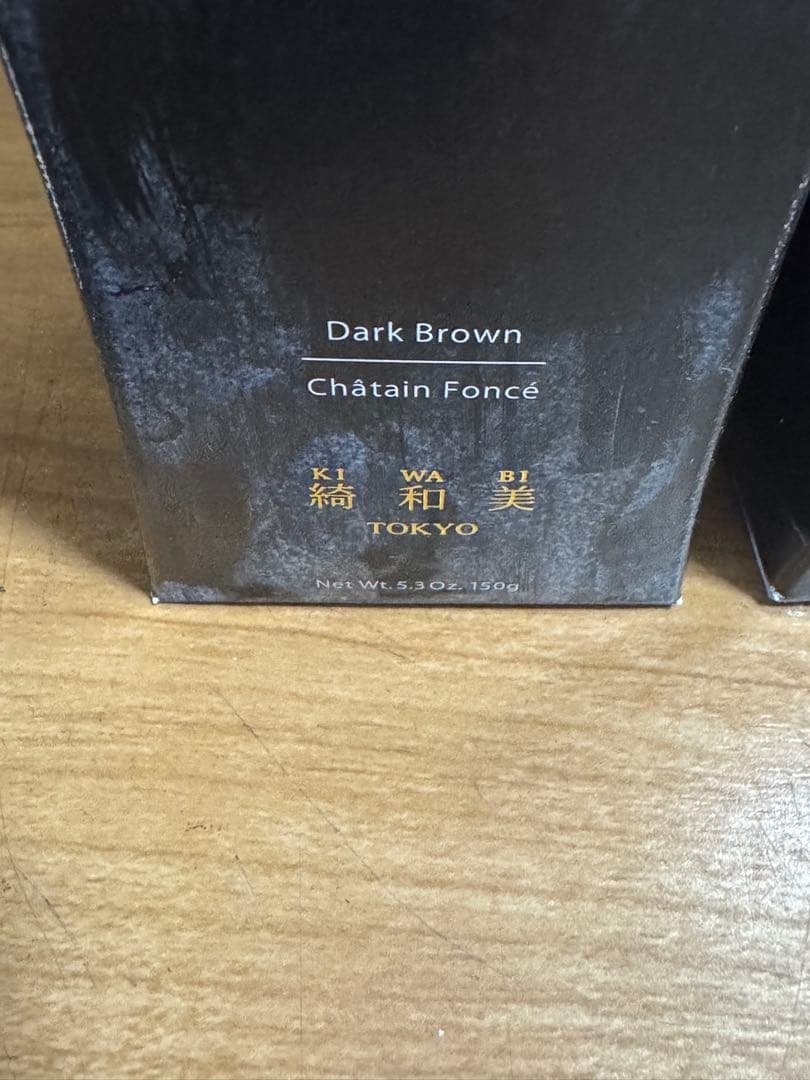 Dark Brown
Châtain Foncé
KI WA BI
綺 和 美
TOKYO
Net Wt. 5.3 Oz. 150g